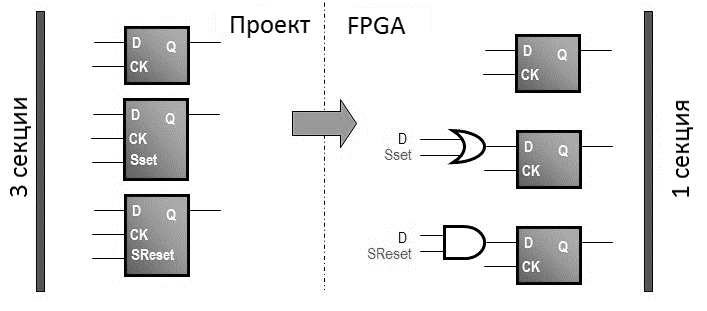 Проект
FPGA
3 секции
D Q
CK
D Q
CK
Sset
D Q
CK
SReset
D Q
CK
D
Sset
D Q
CK
D
SReset
D Q
CK
1 секция